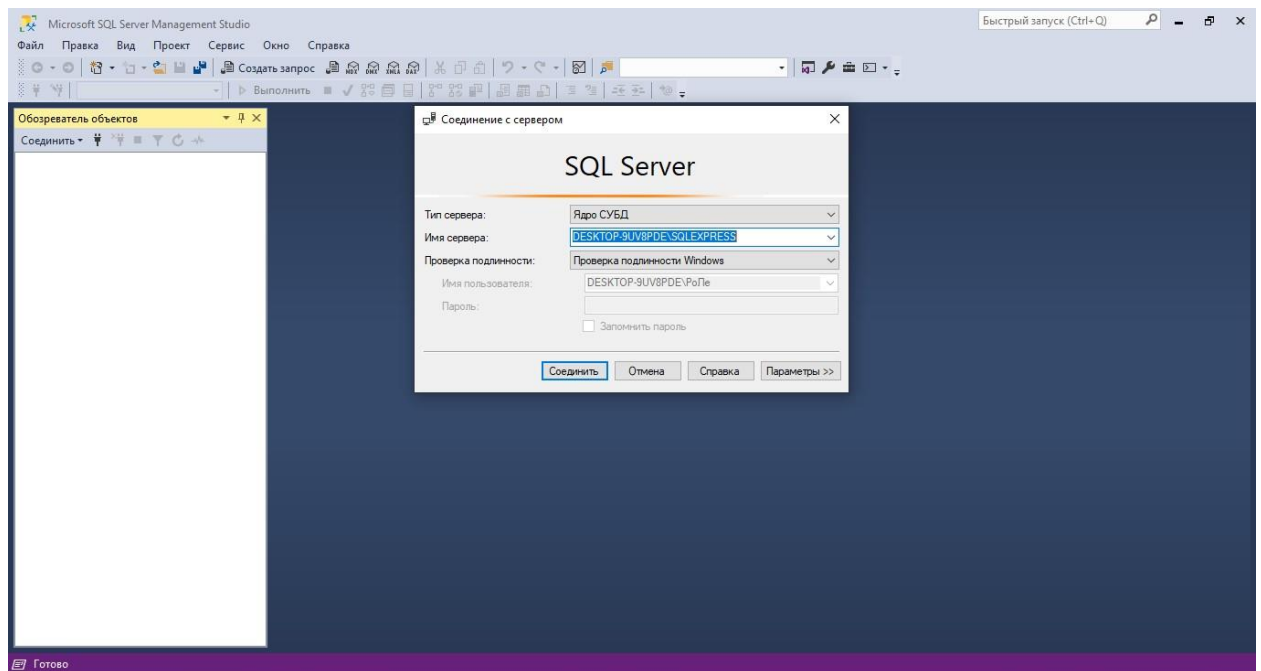 Microsoft SQL Server Management Studio
Быстрый запуск (Ctrl+Q)
Файл Правка Вид Проект Сервис Окно Справка
Создать запрос
Выполнить
Обозреватель объектов
Соединить
Соединение с сервером
SQL Server
Тип сервера: Ядро СУБД
Имя сервера: DESKTOP-9UV8PDE\SQLEXPRESS
Проверка подлинности: Проверка подлинности Windows
Имя пользователя: DESKTOP-9UV8PDE\РоПе
Пароль:
Запомнить пароль
Соединить Отмена Справка Параметры >>
Готово